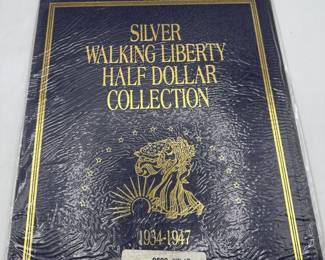 SILVER
WALKING LIBERTY
HALF DOLLAR
COLLECTION
1934-1947